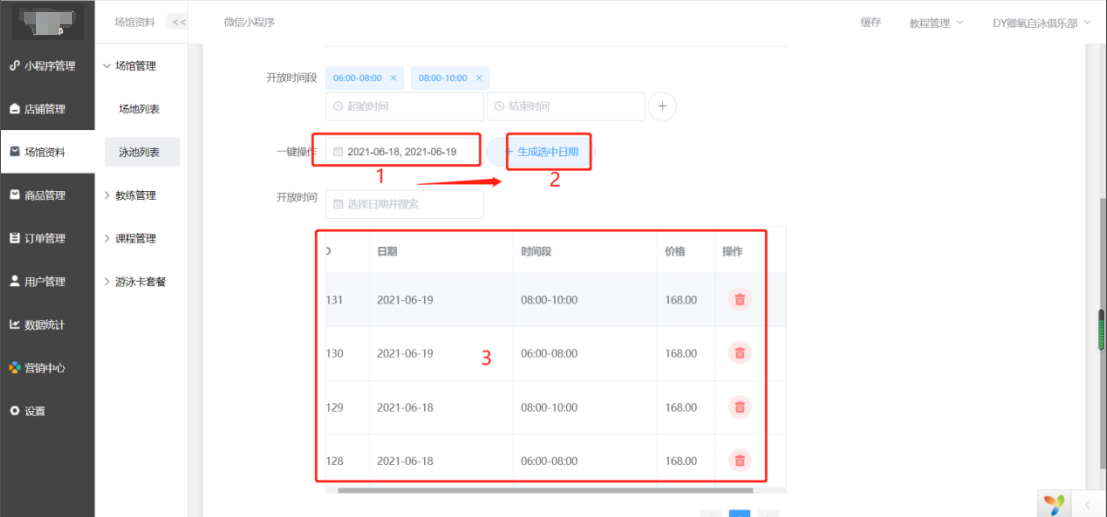 场馆资料 << 微信小程序 缓存 教程管理 DY卿氧自泳俱乐部
小程序管理
店铺管理
场馆资料
商品管理
订单管理
用户管理
数据统计
营销中心
设置
场馆管理
场地列表
泳池列表
教练管理
课程管理
游泳卡套餐
开放时间段 06:00-08:00 × 08:00-10:00 ×
起始时间 结束时间 +
一键操作 2021-06-18, 2021-06-19 + 生成选中日期
1 2
开放时间 选择日期并搜索
日期 时间段 价格 操作
131 2021-06-19 08:00-10:00 168.00
130 2021-06-19 06:00-08:00 168.00
3
129 2021-06-18 08:00-10:00 168.00
128 2021-06-18 06:00-08:00 168.00